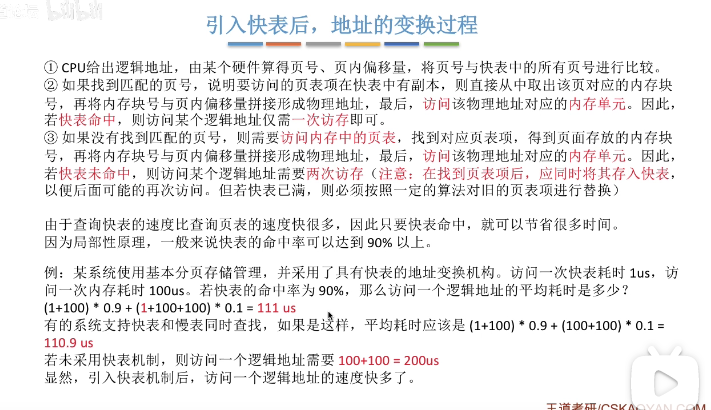 引入快表后，地址的变换过程
① CPU给出逻辑地址，由某个硬件算得页号、页内偏移量，将页号与快表中的所有页号进行比较。
② 如果找到匹配的页号，说明要访问的页表项在快表中有副本，则直接从中取出该页对应的内存块
号，再将内存块号与页内偏移量拼接形成物理地址，最后，访问该物理地址对应的内存单元。因此，
若快表命中，则访问某个逻辑地址仅需一次访存即可。
③ 如果没有找到匹配的页号，则需要访问内存中的页表，找到对应页表项，得到页面存放的内存块
号，再将内存块号与页内偏移量拼接形成物理地址，最后，访问该物理地址对应的内存单元。因此，
若快表未命中，则访问某个逻辑地址需要两次访存（注意：在找到页表项后，应同时将其存入快表，
以便后面可能的再次访问。但若快表已满，则必须按照一定的算法对旧的页表项进行替换）
由于查询快表的速度比查询页表的速度快很多，因此只要快表命中，就可以节省很多时间。
因为局部性原理，一般来说快表的命中率可以达到 90% 以上。
例：某系统使用基本分页存储管理，并采用了具有快表的地址变换机构。访问一次快表耗时 1us，访
问一次内存耗时 100us。若快表的命中率为 90%，那么访问一个逻辑地址的平均耗时是多少？
(1+100) * 0.9 + (1+100+100) * 0.1 = 111 us
有的系统支持快表和慢表同时查找，如果是这样，平均耗时应该是 (1+100) * 0.9 + (100+100) * 0.1 =
110.9 us
若未采用快表机制，则访问一个逻辑地址需要 100+100 = 200us
显然，引入快表机制后，访问一个逻辑地址的速度快多了。
王道考研/CSKAOYAN.COM